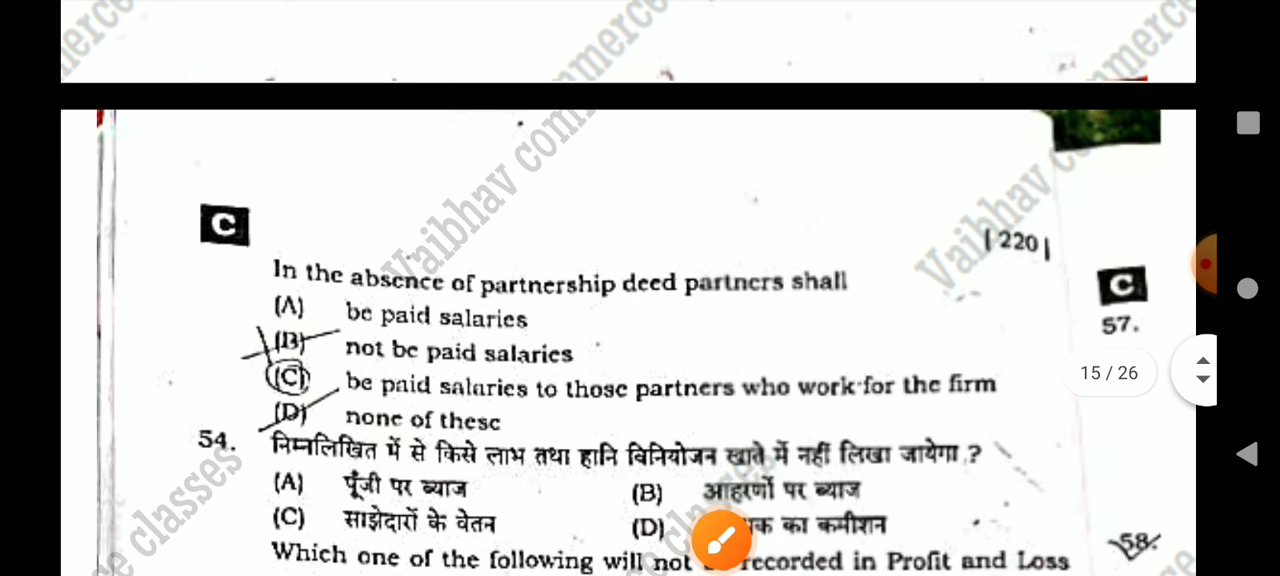 C
| 220 |
In the absence of partnership deed partners shall
(A) be paid salaries
(B) not be paid salaries
(C) be paid salaries to those partners who work for the firm
(D) none of these
54. निम्नलिखित में से किसे लाभ तथा हानि विनियोजन खाते में नहीं लिखा जायेगा ?
(A) पूँजी पर ब्याज (B) आहरणों पर ब्याज
(C) साझेदारों के वेतन (D) का कमीशन
Which one of the following will not recorded in Profit and Loss
C
57.
15 / 26
58.
Vaibhav commerce classes